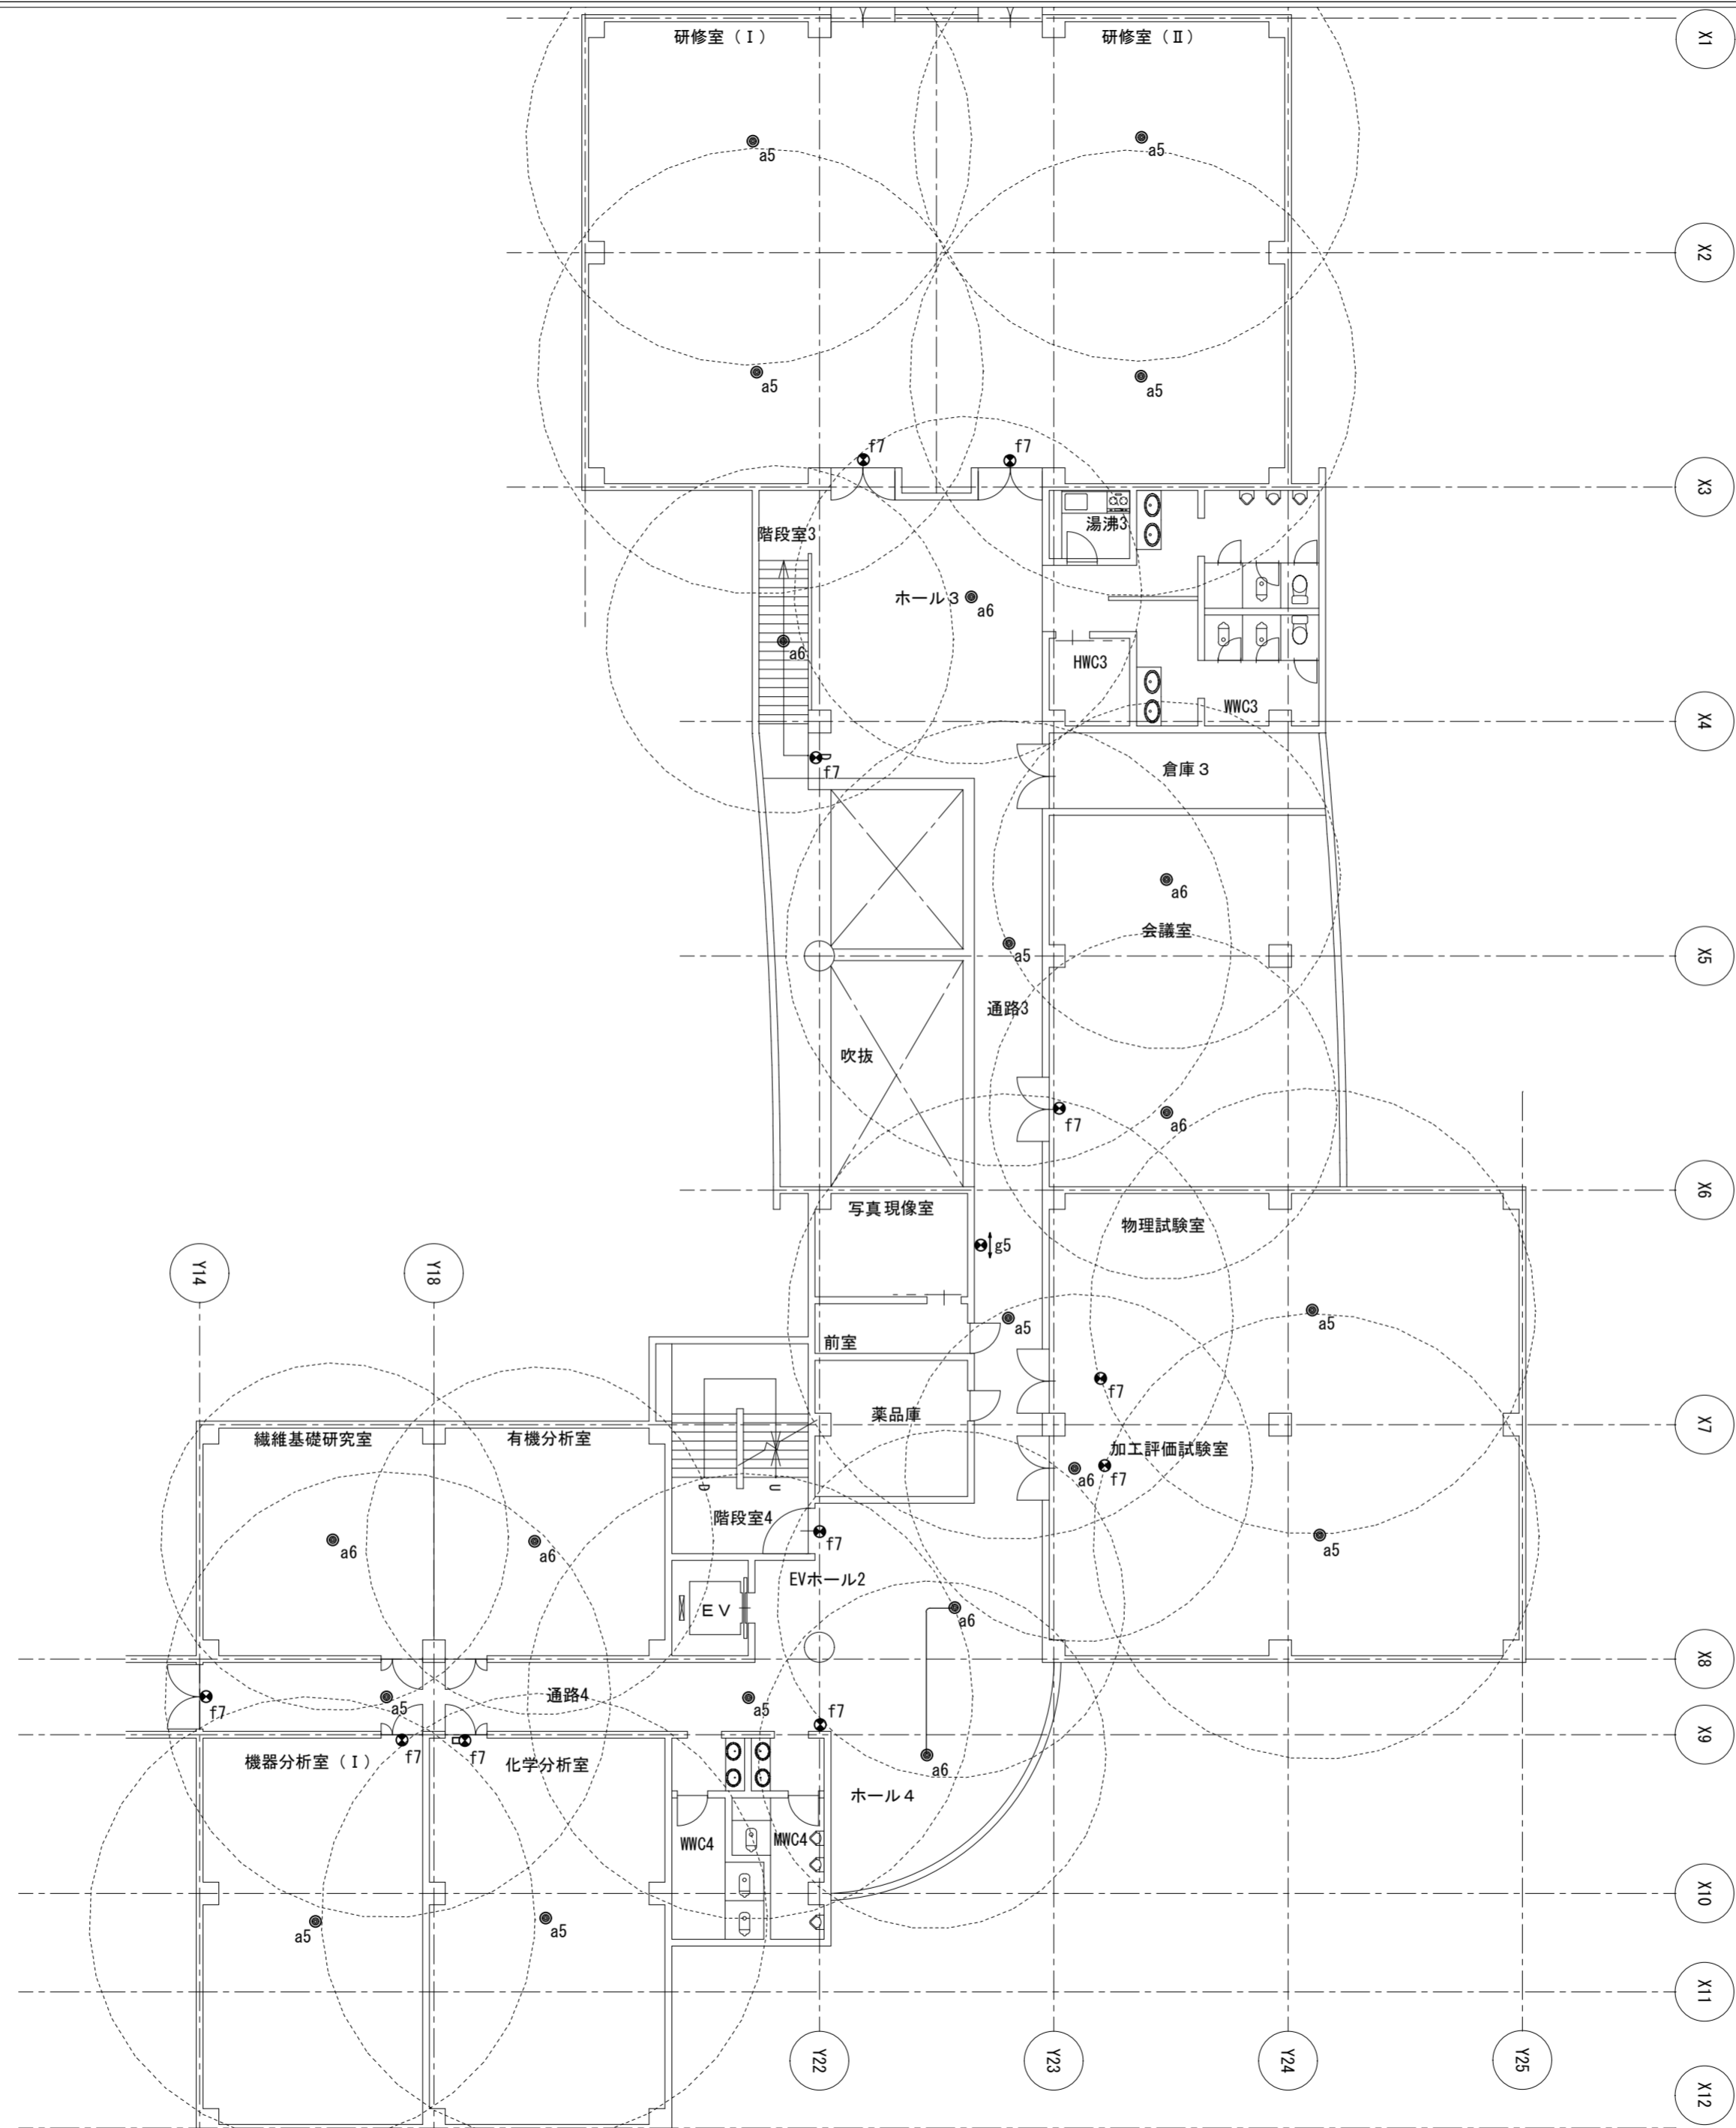 研修室（Ⅰ）
研修室（Ⅱ）
X1
a5
a5
X2
a5
a5
f7
f7
X3
湯沸3
階段室3
ホール３
a6
a6
HWC3
WWC3
X4
f7
倉庫３
a6
会議室
a5
X5
通路3
吹抜
f7
a6
X6
写真現像室
物理試験室
g5
Y14
Y18
a5
a5
前室
f7
薬品庫
X7
繊維基礎研究室
有機分析室
加工評価試験室
a6
f7
D
U
階段室4
f7
a5
a6
a6
EVホール2
ＥＶ
a6
X8
通路4
f7
a5
a5
f7
X9
f7
f7
機器分析室（Ⅰ）
化学分析室
a6
ホール４
WWC4
MWC4
X10
a5
a5
X11
Y22
Y23
Y24
Y25
X12